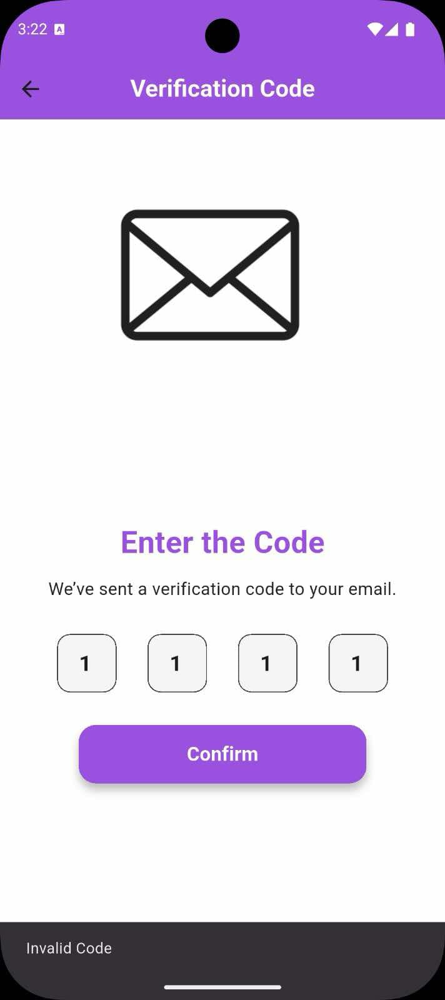 3:22 A
Verification Code
Enter the Code
We’ve sent a verification code to your email.
1 1 1 1
Confirm
Invalid Code